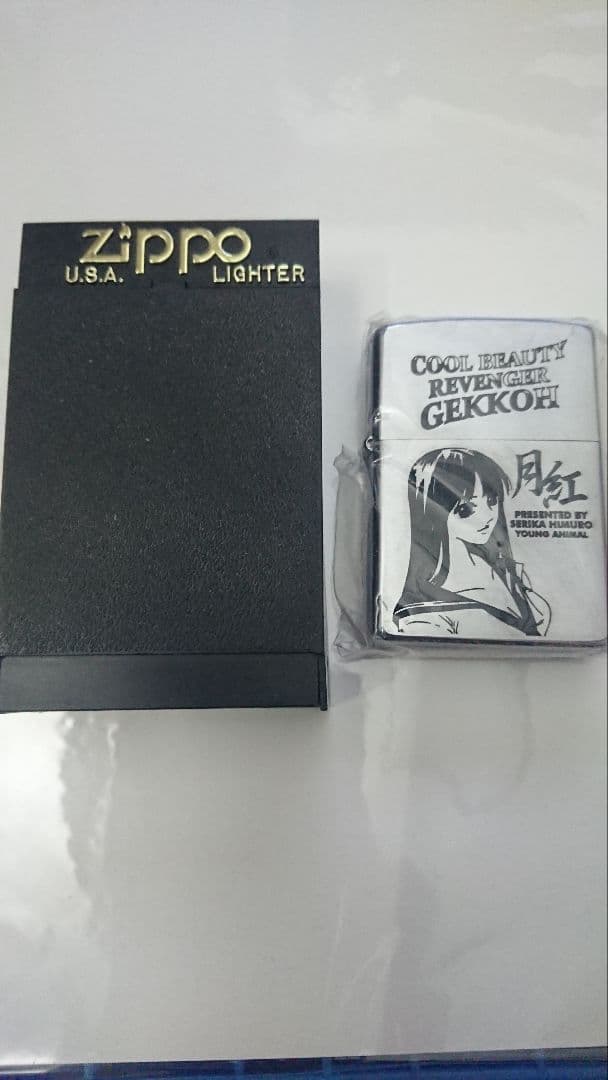 Zippo
U.S.A. LIGHTER
COOL BEAUTY
REVENGER
GEKKOH
月紅
PRESENTED BY
SERIKA HIMURO
YOUNG ANIMAL